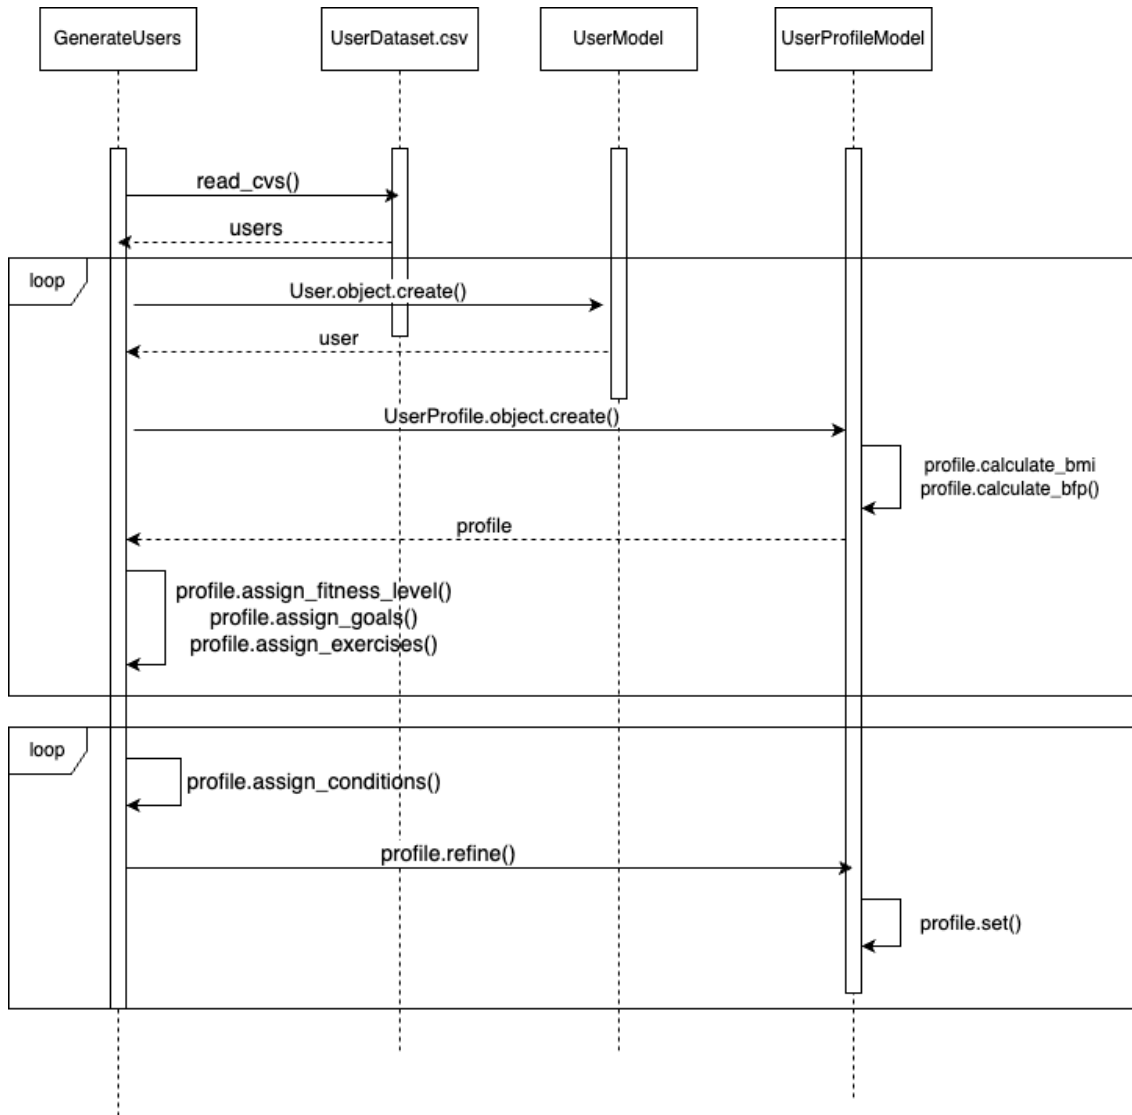 GenerateUsers
UserDataset.csv
UserModel
UserProfileModel
read_cvs()
users
loop
User.object.create()
user
UserProfile.object.create()
profile.calculate_bmi
profile.calculate_bfp()
profile
profile.assign_fitness_level()
profile.assign_goals()
profile.assign_exercises()
loop
profile.assign_conditions()
profile.refine()
profile.set()